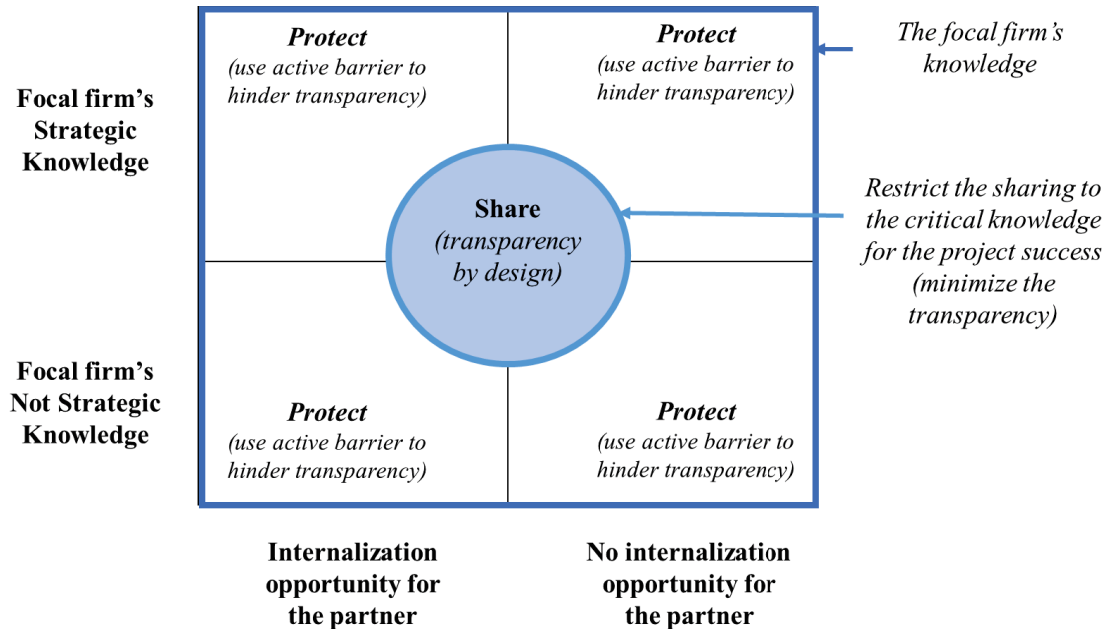 Protect
(use active barrier to
hinder transparency)
Protect
(use active barrier to
hinder transparency)
The focal firm's
knowledge
Focal firm's
Strategic
Knowledge
Share
(transparency
by design)
Restrict the sharing to
the critical knowledge
for the project success
(minimize the
transparency)
Focal firm's
Not Strategic
Knowledge
Protect
(use active barrier to
hinder transparency)
Protect
(use active barrier to
hinder transparency)
Internalization
opportunity for
the partner
No internalization
opportunity for
the partner